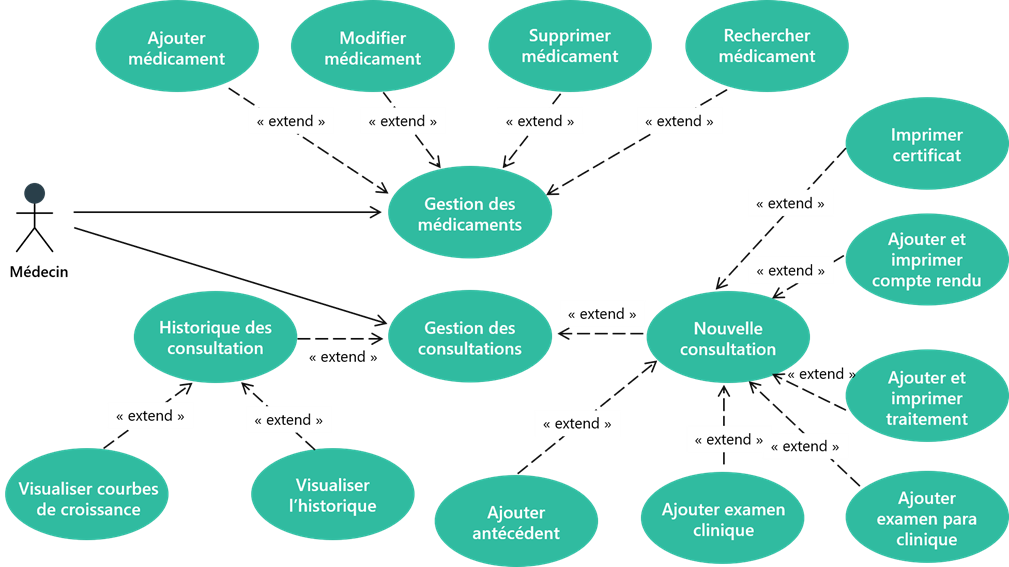 Ajouter
médicament
Modifier
médicament
Supprimer
médicament
Rechercher
médicament
« extend »
« extend »
« extend »
« extend »
Imprimer
certificat
« extend »
Gestion des
médicaments
Médecin
Ajouter et
imprimer
compte rendu
« extend »
Historique des
consultation
« extend »
Gestion des
consultations
« extend »
Nouvelle
consultation
« extend »
Ajouter et
imprimer
traitement
« extend »
« extend »
« extend »
« extend »
« extend »
Visualiser courbes
de croissance
Visualiser
l’historique
Ajouter
antécédent
Ajouter examen
clinique
Ajouter
examen para
clinique